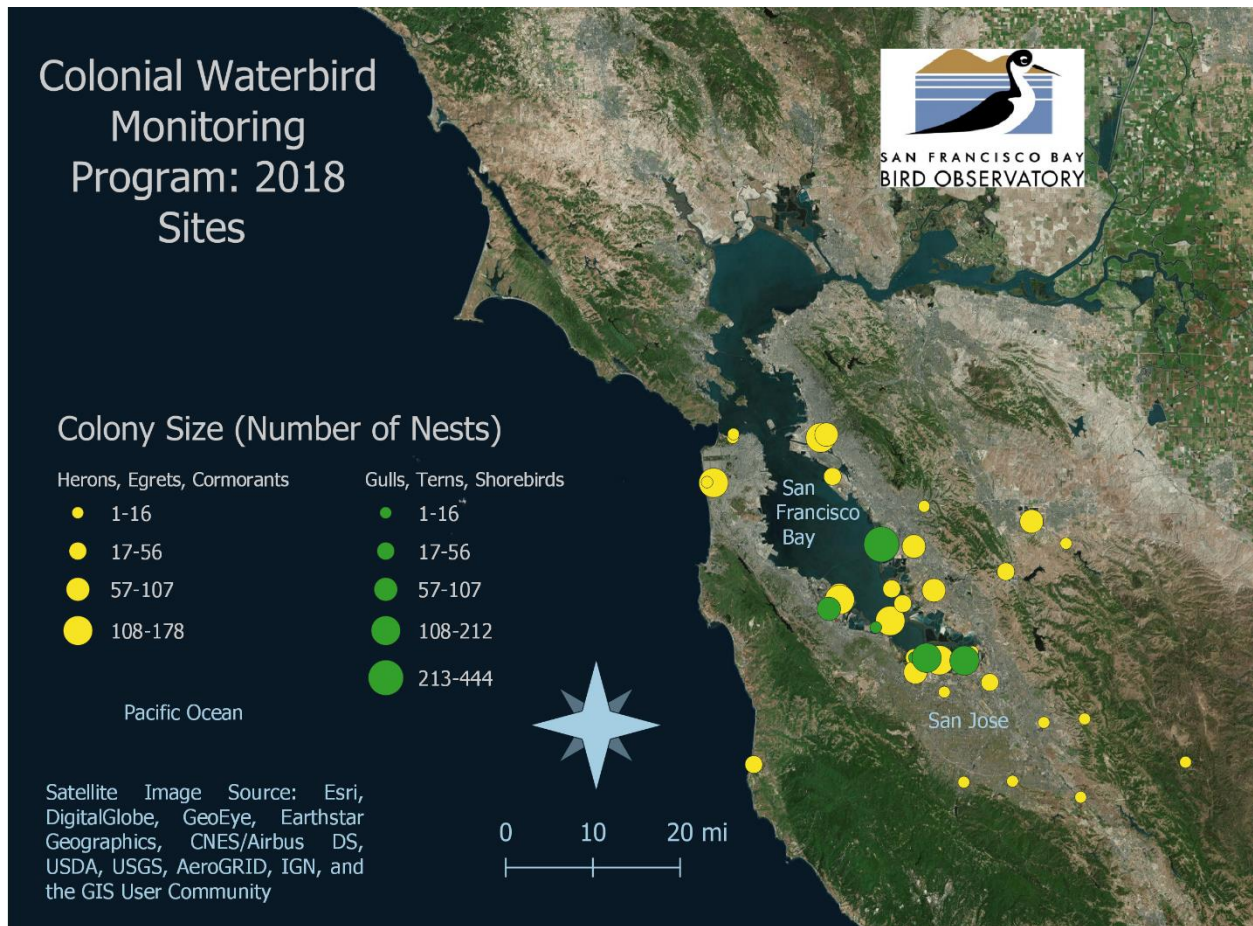 Colonial Waterbird
Monitoring
Program: 2018
Sites
SAN FRANCISCO BAY
BIRD OBSERVATORY
Colony Size (Number of Nests)
Herons, Egrets, Cormorants
1-16
17-56
57-107
108-178
Gulls, Terns, Shorebirds
1-16
17-56
57-107
108-212
213-444
San
Francisco
Bay
San Jose
Pacific Ocean
Satellite Image Source: Esri,
DigitalGlobe, GeoEye, Earthstar
Geographics, CNES/Airbus DS,
USDA, USGS, AeroGRID, IGN, and
the GIS User Community
0 10 20 mi